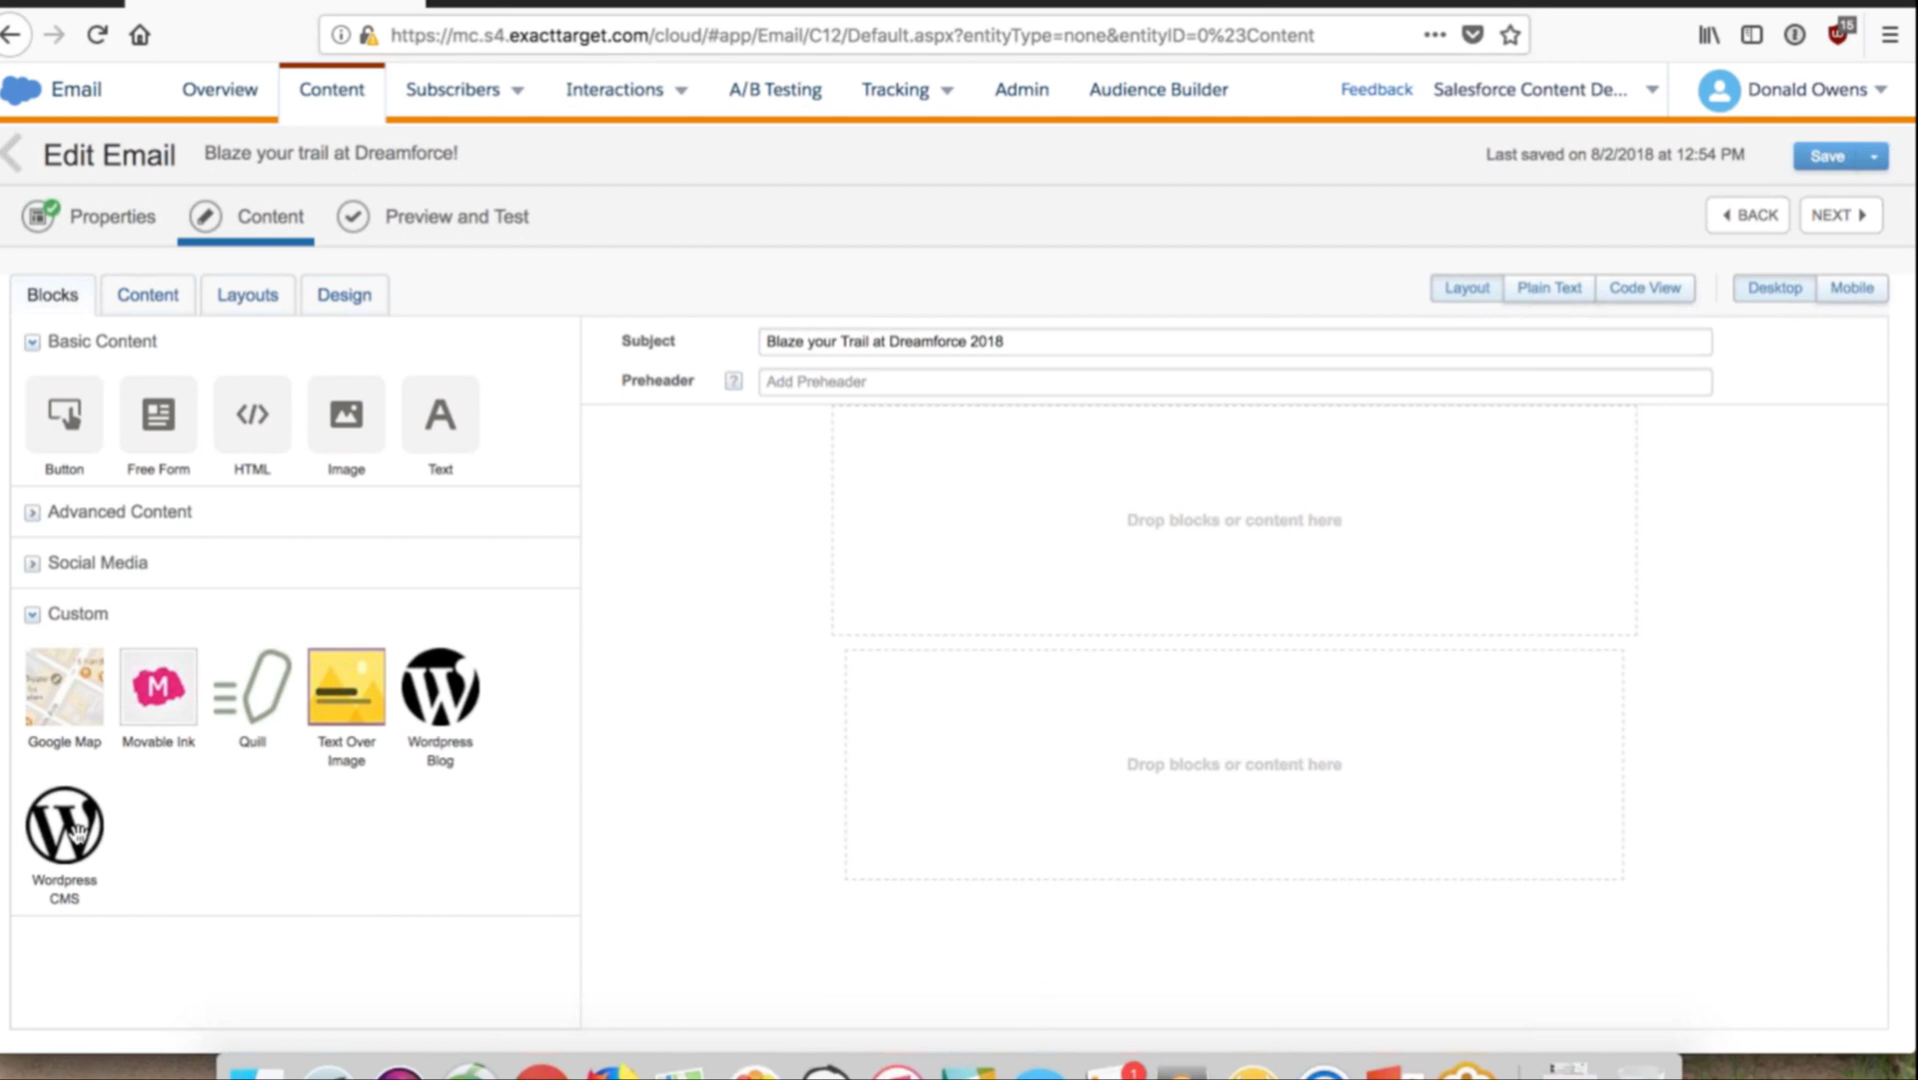 https://mc.s4.exacttarget.com/cloud/#app/Email/C12/Default.aspx?entityType=none&entityID=0%23Content
15
Email Overview Content Subscribers Interactions A/B Testing Tracking Admin Audience Builder Feedback Salesforce Content De... Donald Owens
Edit Email Blaze your trail at Dreamforce! Last saved on 8/2/2018 at 12:54 PM Save
Properties Content Preview and Test BACK NEXT
Blocks Content Layouts Design Layout Plain Text Code View Desktop Mobile
Basic Content
Subject Blaze your Trail at Dreamforce 2018
Preheader ? Add Preheader
Button Free Form HTML Image Text
Advanced Content
Drop blocks or content here
Social Media
Custom
M
Google Map Movable Ink Quill Text Over Image Wordpress Blog
Drop blocks or content here
Wordpress
CMS
1